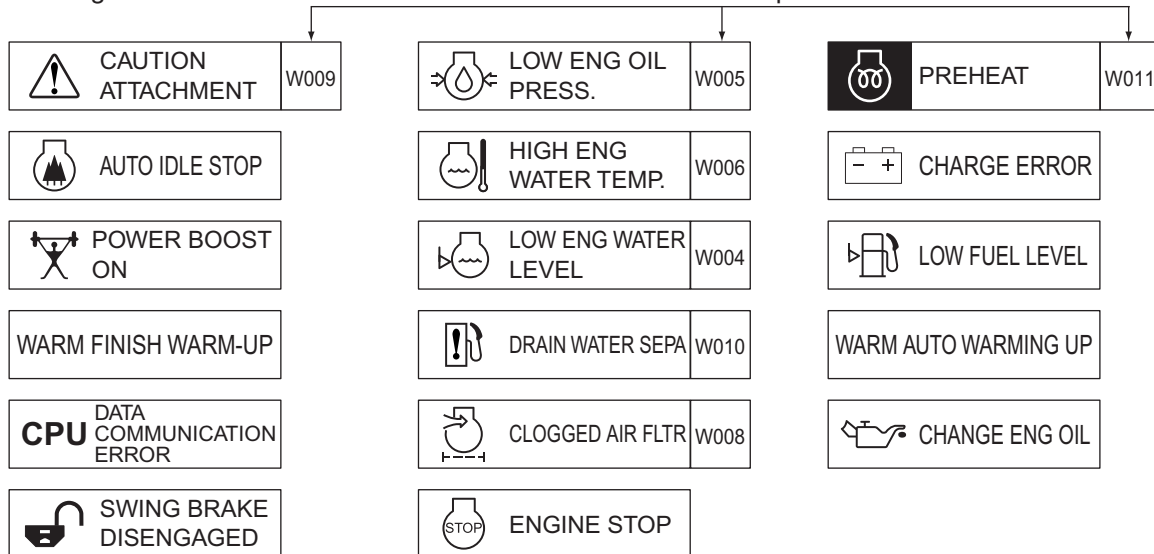 CAUTION
ATTACHMENT
W009
LOW ENG OIL
PRESS.
W005
PREHEAT
W011
AUTO IDLE STOP
HIGH ENG
WATER TEMP.
W006
- +
CHARGE ERROR
POWER BOOST
ON
LOW ENG WATER
LEVEL
W004
LOW FUEL LEVEL
WARM FINISH WARM-UP
DRAIN WATER SEPA
W010
WARM AUTO WARMING UP
CPU
DATA
COMMUNICATION
ERROR
CLOGGED AIR FLTR
W008
CHANGE ENG OIL
SWING BRAKE
DISENGAGED
STOP
ENGINE STOP